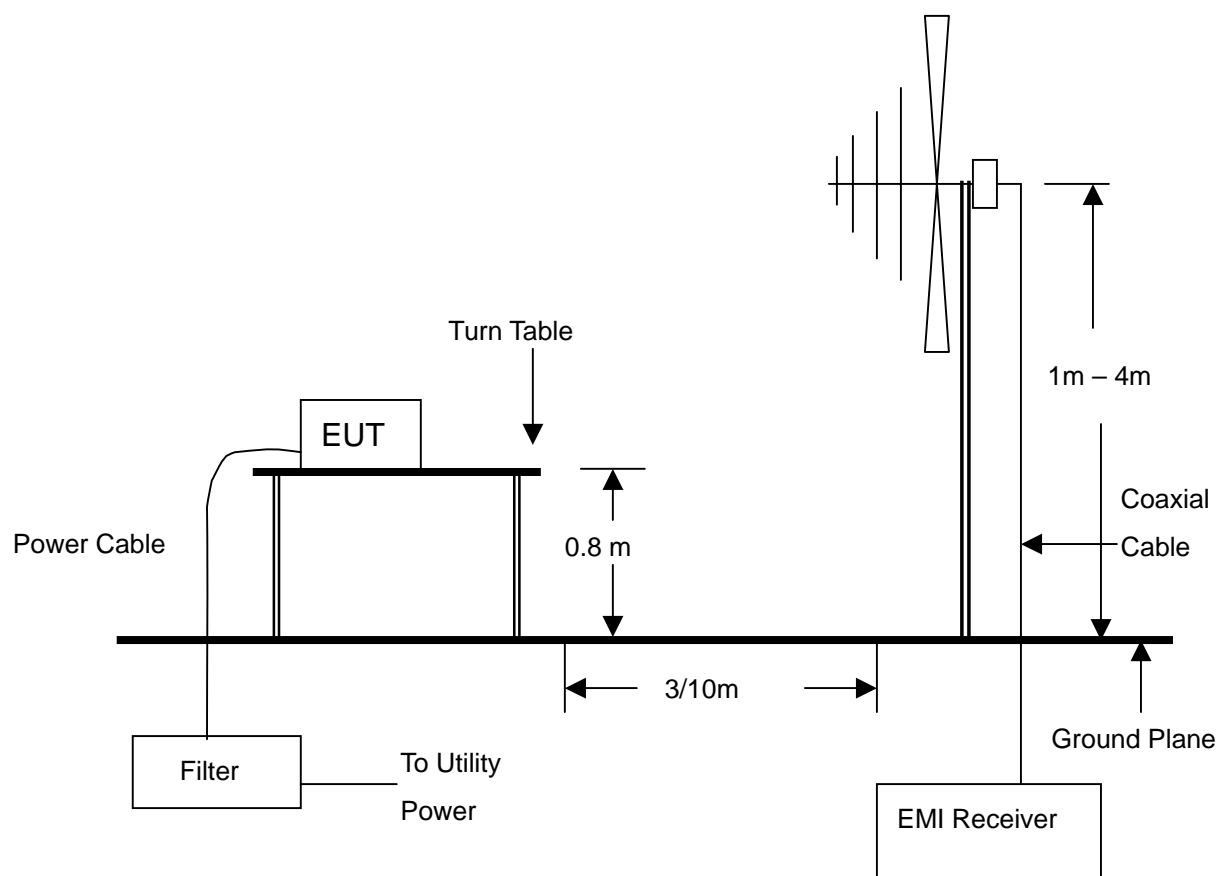 Turn Table
1m – 4m
EUT
Coaxial
Cable
Power Cable
0.8 m
3/10m
Ground Plane
Filter
To Utility
Power
EMI Receiver